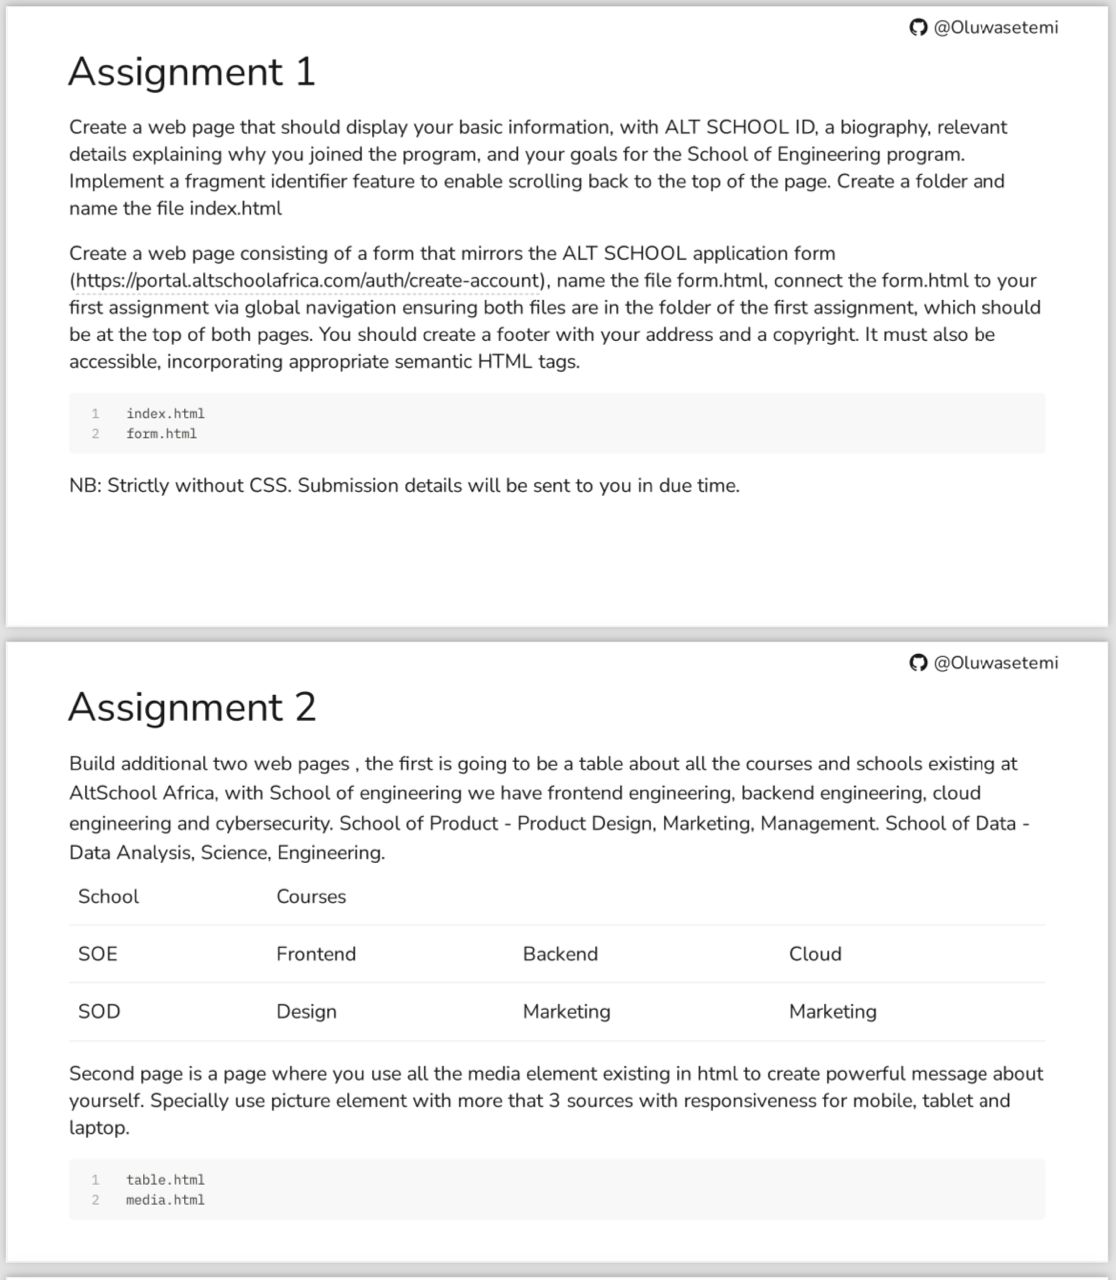 @Oluwasetemi
Assignment 1
Create a web page that should display your basic information, with ALT SCHOOL ID, a biography, relevant
details explaining why you joined the program, and your goals for the School of Engineering program.
Implement a fragment identifier feature to enable scrolling back to the top of the page. Create a folder and
name the file index.html
Create a web page consisting of a form that mirrors the ALT SCHOOL application form
(https://portal.altschoolafrica.com/auth/create-account), name the file form.html, connect the form.html to your
first assignment via global navigation ensuring both files are in the folder of the first assignment, which should
be at the top of both pages. You should create a footer with your address and a copyright. It must also be
accessible, incorporating appropriate semantic HTML tags.
1 index.html
2 form.html
NB: Strictly without CSS. Submission details will be sent to you in due time.
@Oluwasetemi
Assignment 2
Build additional two web pages , the first is going to be a table about all the courses and schools existing at
AltSchool Africa, with School of engineering we have frontend engineering, backend engineering, cloud
engineering and cybersecurity. School of Product - Product Design, Marketing, Management. School of Data -
Data Analysis, Science, Engineering.
School Courses
SOE Frontend Backend Cloud
SOD Design Marketing Marketing
Second page is a page where you use all the media element existing in html to create powerful message about
yourself. Specially use picture element with more that 3 sources with responsiveness for mobile, tablet and
laptop.
1 table.html
2 media.html